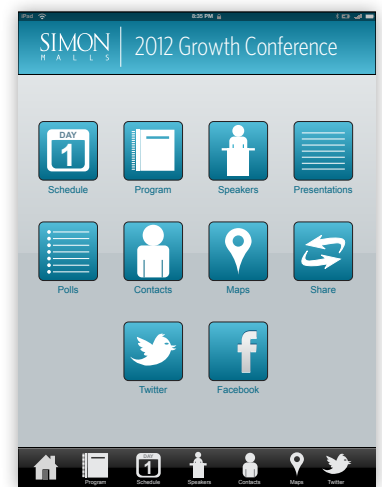 iPad 8:35 PM
SIMON
MALLS
2012 Growth Conference
DAY
1
Schedule
Program
Speakers
Presentations
Polls
Contacts
Maps
Share
f
Twitter
Facebook
DAY
1
Program
Schedule
Speakers
Contacts
Maps
Twitter